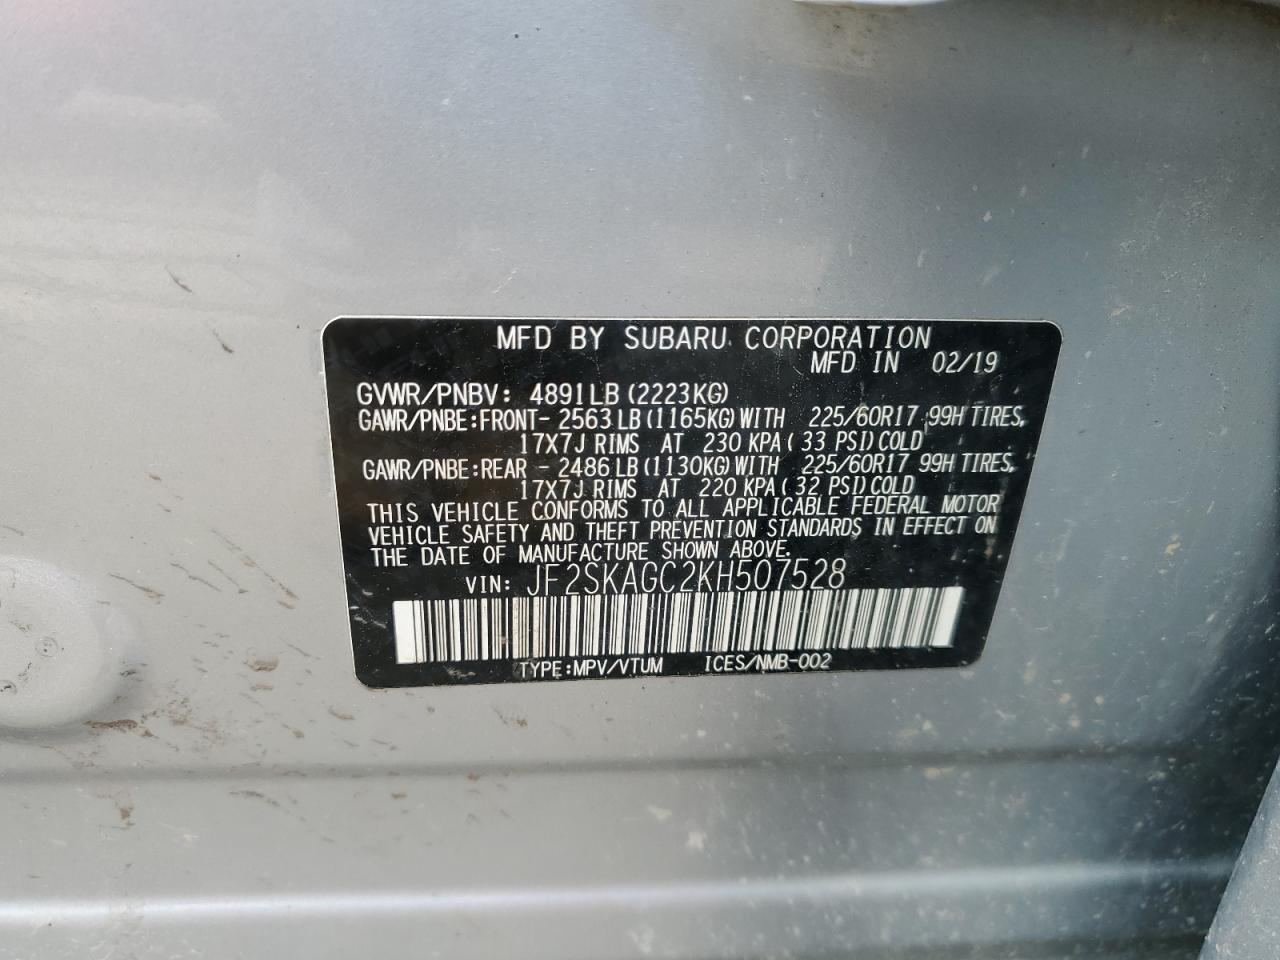 MFD BY SUBARU CORPORATION
MFD IN 02/19
GVWR/PNBV: 4891LB (2223KG)
GAWR/PNBE:FRONT- 2563LB (1165KG) WITH 225/60R17 99H TIRES,
17X7J RIMS AT 230 KPA ( 33 PSI) COLD
GAWR/PNBE:REAR - 2486LB (1130KG) WITH 225/60R17 99H TIRES,
17X7J RIMS AT 220 KPA ( 32 PSI) COLD
THIS VEHICLE CONFORMS TO ALL APPLICABLE FEDERAL MOTOR
VEHICLE SAFETY AND THEFT PREVENTION STANDARDS IN EFFECT ON
THE DATE OF MANUFACTURE SHOWN ABOVE.
VIN: JF2SKAGC2KH507528
TYPE:MPV/VTUM ICES/NMB-002